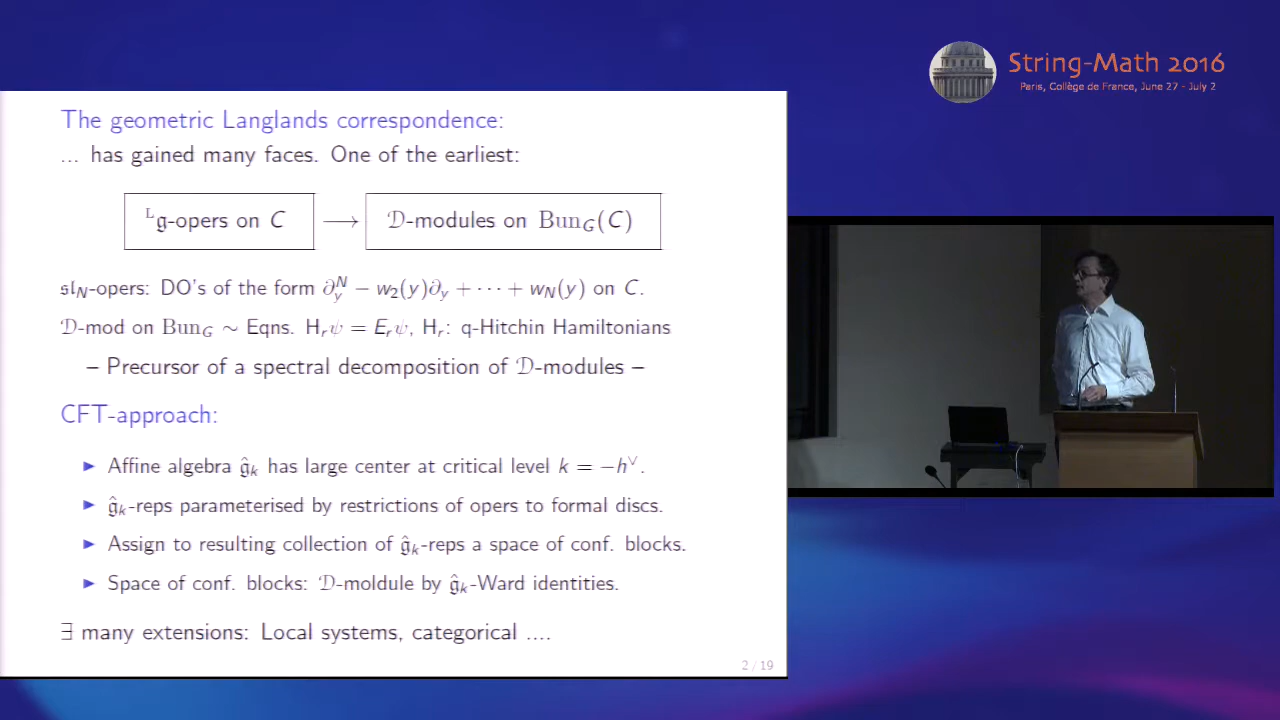 String-Math 2016
Paris, Collège de France, June 27 - July 2
The geometric Langlands correspondence:
... has gained many faces. One of the earliest:
ᴸ𝔤-opers on C ⟶ 𝒟-modules on Bun_G(C)
𝔰𝔩_N-opers: DO's of the form ∂_y^N − w_2(y)∂_y + ⋯ + w_N(y) on C.
𝒟-mod on Bun_G ∼ Eqns. H_rψ = E_rψ, H_r: q-Hitchin Hamiltonians
– Precursor of a spectral decomposition of 𝒟-modules –
CFT-approach:
▶ Affine algebra 𝔤̂_k has large center at critical level k = −h^∨.
▶ 𝔤̂_k-reps parameterised by restrictions of opers to formal discs.
▶ Assign to resulting collection of 𝔤̂_k-reps a space of conf. blocks.
▶ Space of conf. blocks: 𝒟-moldule by 𝔤̂_k-Ward identities.
∃ many extensions: Local systems, categorical ....
2 / 19